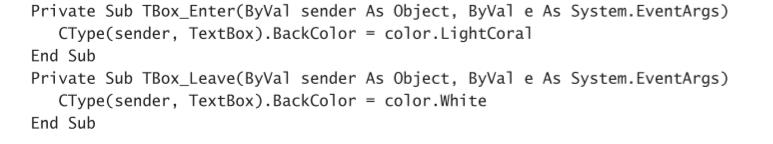 Private Sub TBox_Enter(ByVal sender As Object, ByVal e As System.EventArgs)
CType(sender, TextBox).BackColor = color.LightCoral
End Sub
Private Sub TBox_Leave(ByVal sender As Object, ByVal e As System.EventArgs)
CType(sender, TextBox).BackColor = color.White
End Sub